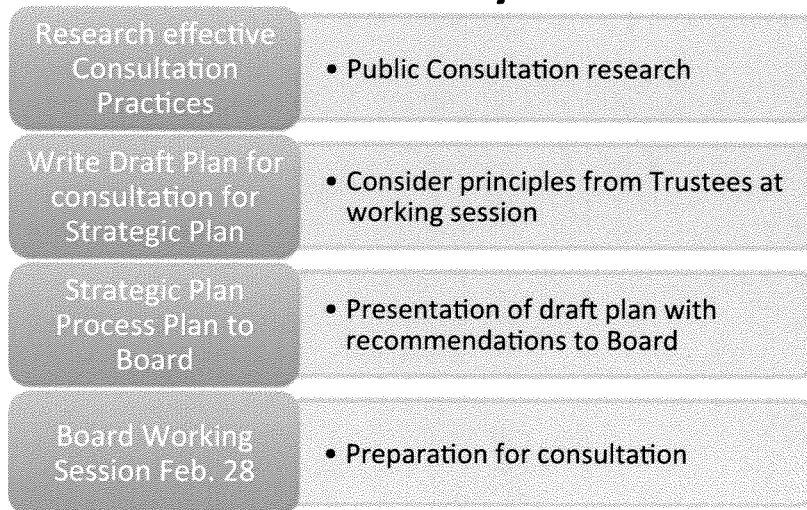 Research effective
Consultation
Practices
• Public Consultation research
Write Draft Plan for
consultation for
Strategic Plan
• Consider principles from Trustees at
working session
Strategic Plan
Process Plan to
Board
• Presentation of draft plan with
recommendations to Board
Board Working
Session Feb. 28
• Preparation for consultation